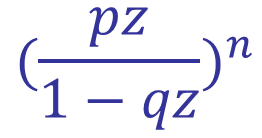 (pz / (1 − qz))^n